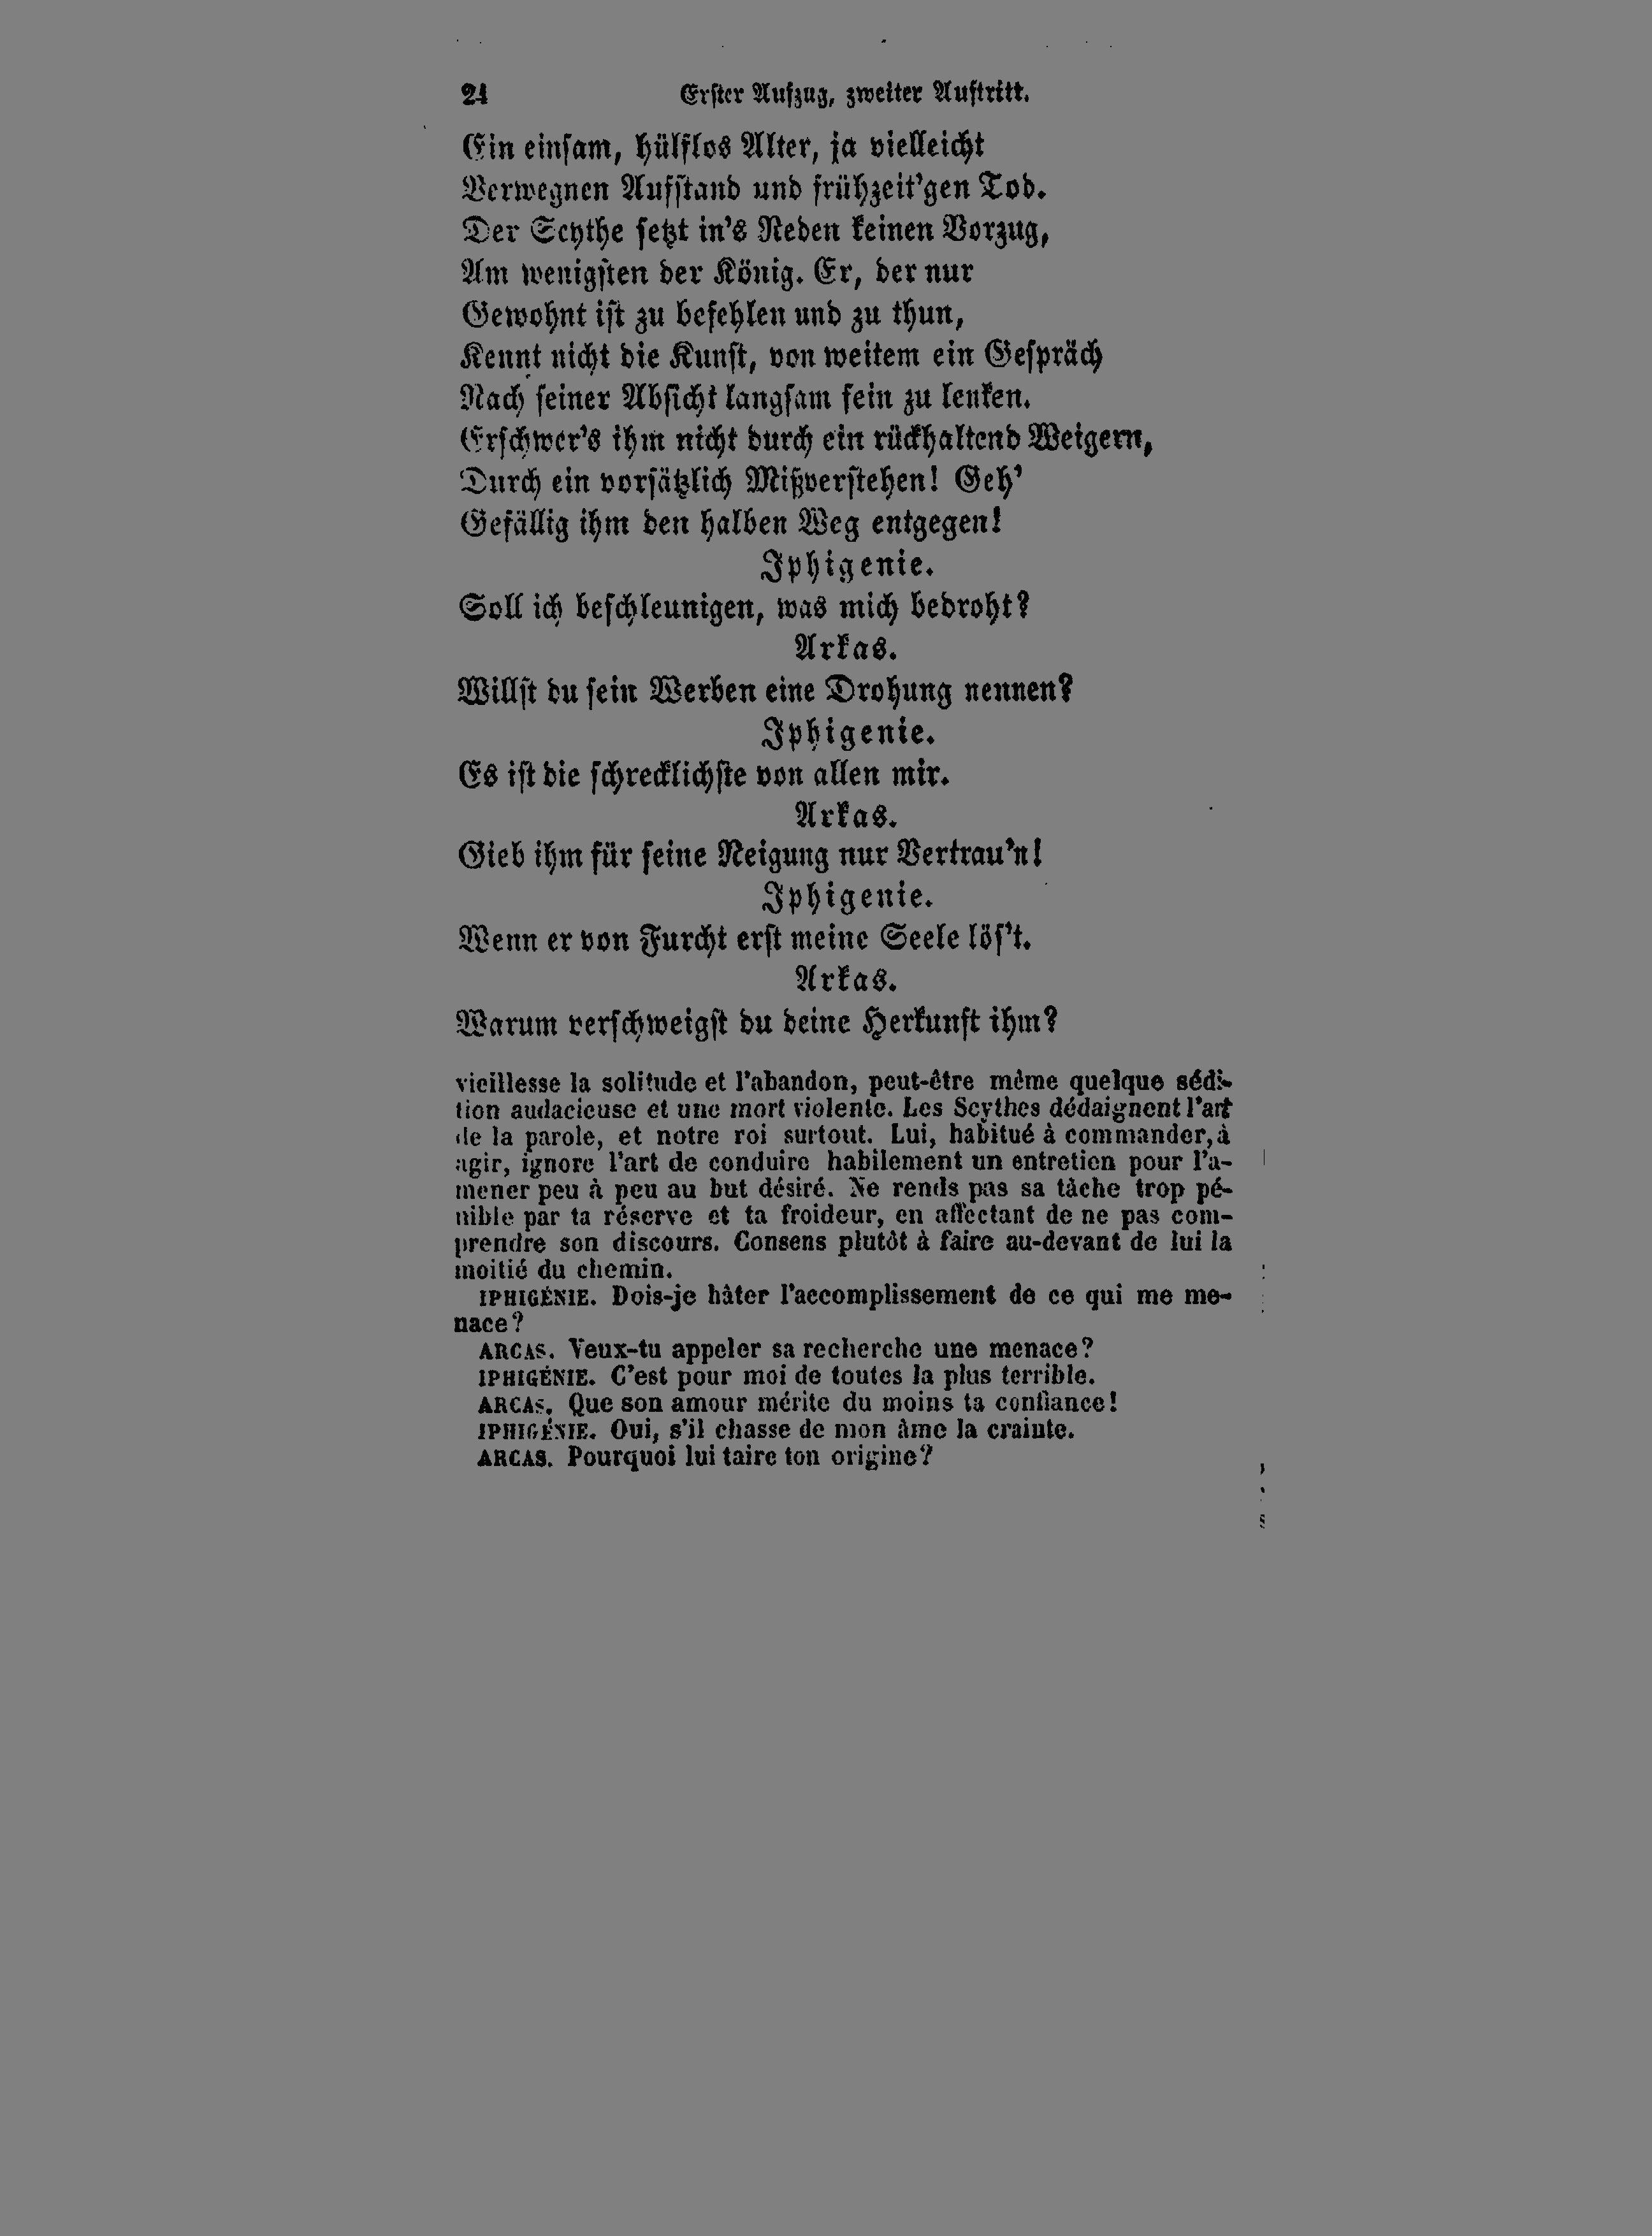 24 Erster Aufzug, zweiter Auftritt.
Ein einsam, hülflos Alter, ja vielleicht
Verwegnen Aufstand und frühzeit'gen Tod.
Der Scythe setzt in's Reden keinen Vorzug,
Am wenigsten der König. Er, der nur
Gewohnt ist zu befehlen und zu thun,
Kennt nicht die Kunst, von weitem ein Gespräch
Nach seiner Absicht langsam fein zu lenken.
Erschwer's ihm nicht durch ein rückhaltend Weigern,
Durch ein vorsätzlich Mißverstehen! Geh'
Gefällig ihm den halben Weg entgegen!
Iphigenie.
Soll ich beschleunigen, was mich bedroht?
Arkas.
Willst du sein Werben eine Drohung nennen?
Iphigenie.
Es ist die schrecklichste von allen mir.
Arkas.
Gieb ihm für seine Neigung nur Vertrau'n!
Iphigenie.
Wenn er von Furcht erst meine Seele lös't.
Arkas.
Warum verschweigst du deine Herkunft ihm?
vieillesse la solitude et l'abandon, peut-être même quelque sédi-
tion audacieuse et une mort violente. Les Scythes dédaignent l'art
de la parole, et notre roi surtout. Lui, habitué à commander, à
agir, ignore l'art de conduire habilement un entretien pour l'a-
mener peu à peu au but désiré. Ne rends pas sa tâche trop pé-
nible par ta réserve et ta froideur, en affectant de ne pas com-
prendre son discours. Consens plutôt à faire au-devant de lui la
moitié du chemin.
IPHIGÉNIE. Dois-je hâter l'accomplissement de ce qui me me-
nace?
ARCAS. Veux-tu appeler sa recherche une menace?
IPHIGÉNIE. C'est pour moi de toutes la plus terrible.
ARCAS. Que son amour mérite du moins ta confiance!
IPHIGÉNIE. Oui, s'il chasse de mon âme la crainte.
ARCAS. Pourquoi lui taire ton origine?